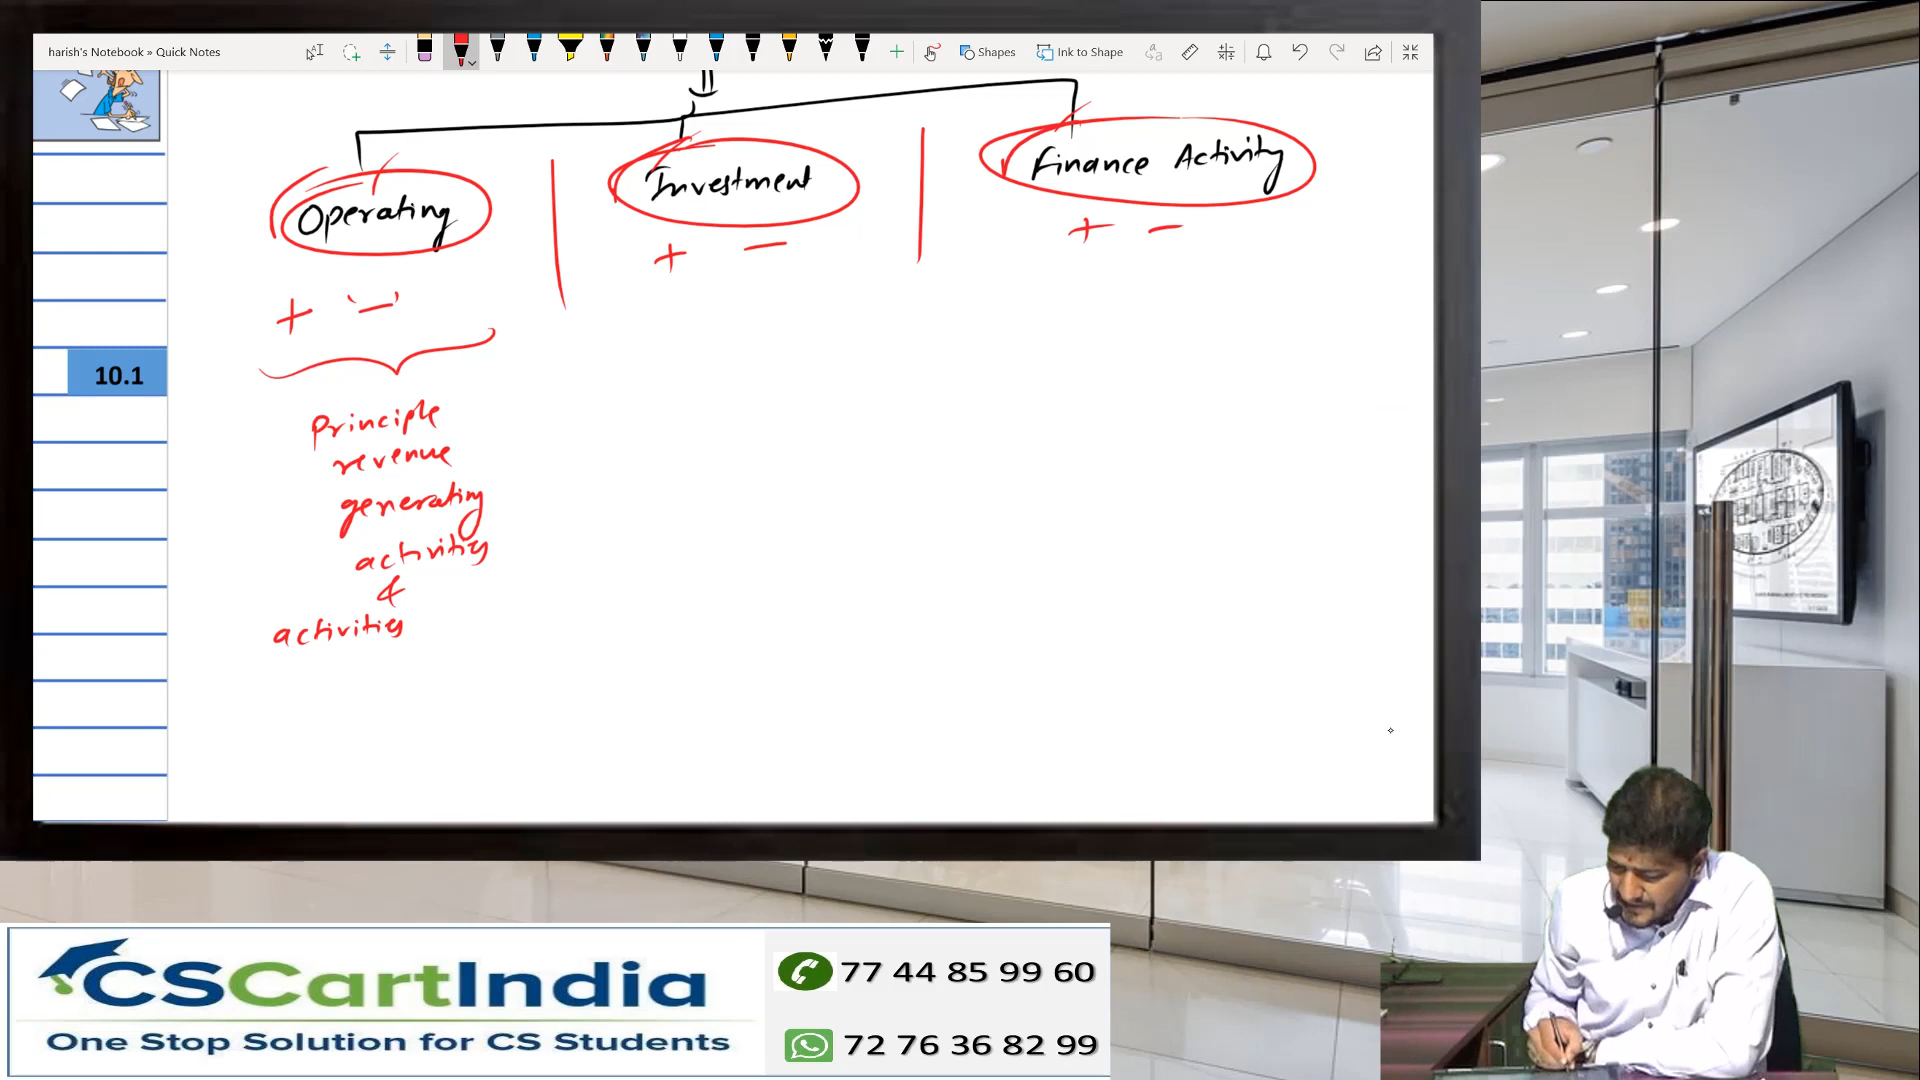 harish's Notebook » Quick Notes
Shapes
Ink to Shape
Operating
Investment
Finance Activity
+ '—'
+ —
+ —
10.1
Principle
revenue
generating
activities
&
activities
CSCartIndia
One Stop Solution for CS Students
77 44 85 99 60
72 76 36 82 99